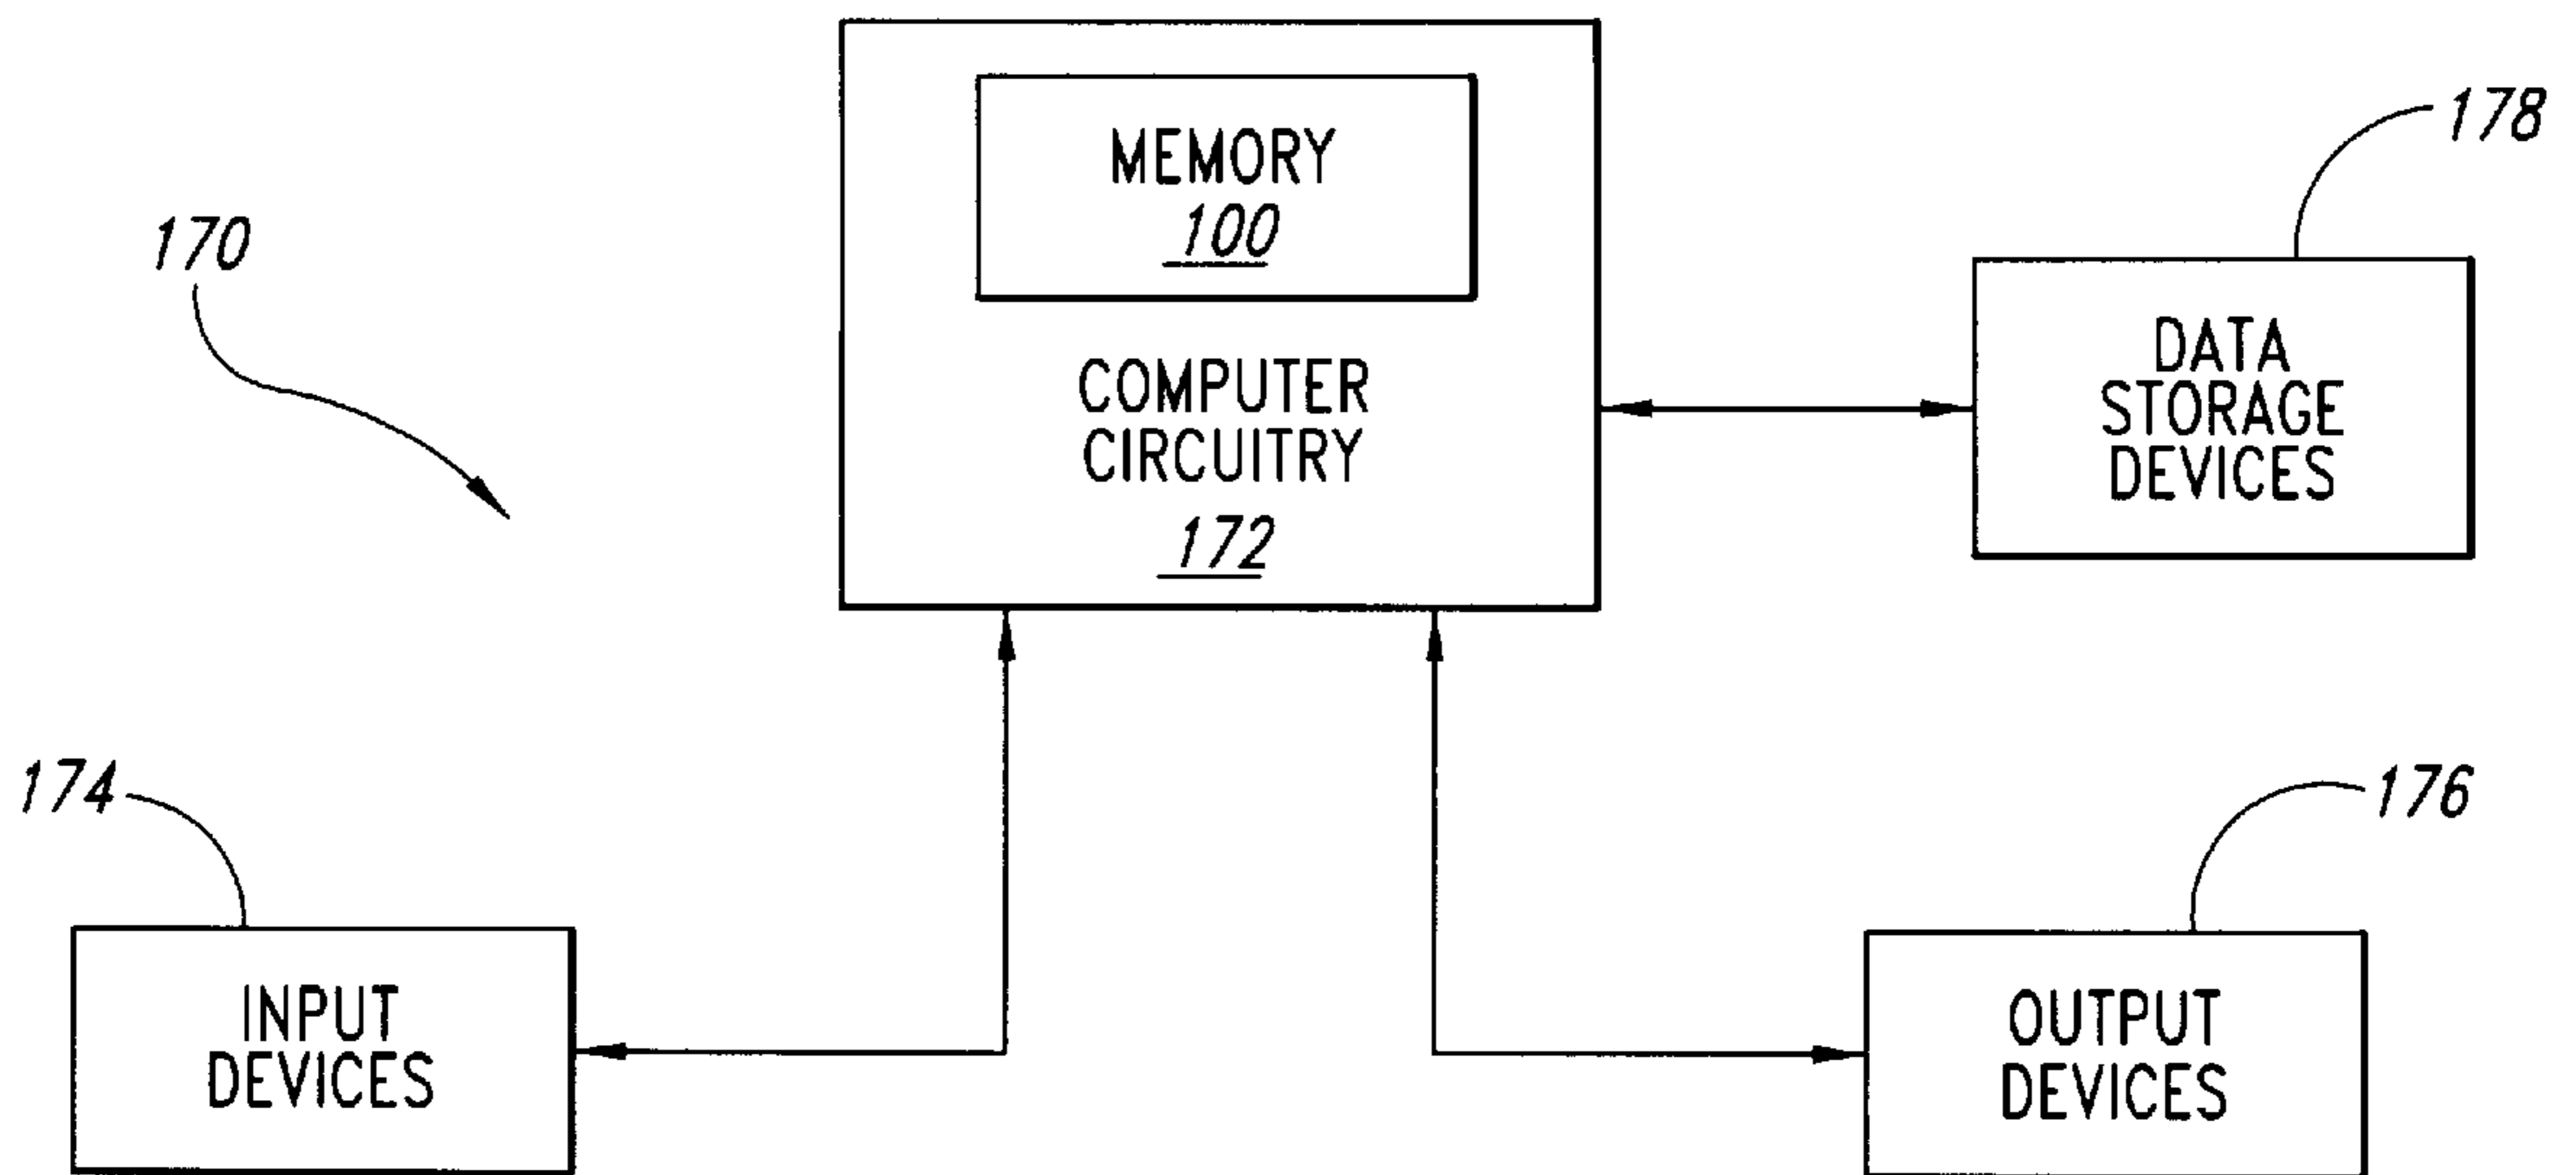 MEMORY
100
178
170
COMPUTER
CIRCUITRY
172
DATA
STORAGE
DEVICES
174
176
INPUT
DEVICES
OUTPUT
DEVICES